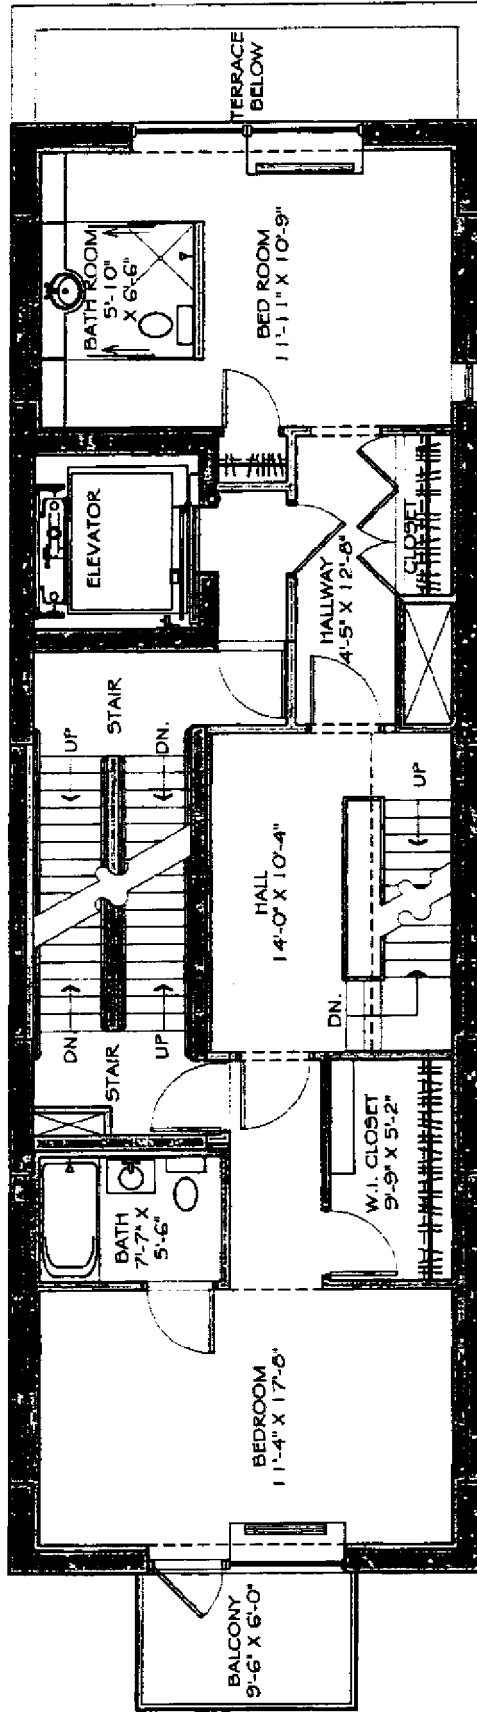 TERRACE
BELOW
BATH ROOM
5'-10"
X 6'-6"
BED ROOM
11'-11" X 10'-9"
ELEVATOR
CLOSET
HALLWAY
4'-5" X 12'-8"
STAIR
UP
DN.
HALL
14'-0" X 10'-4"
UP
DN.
DN.
UP
STAIR
W.I. CLOSET
9'-9" X 5'-2"
BATH
7'-7" X
5'-6"
BEDROOM
11'-4" X 17'-8"
BALCONY
9'-6" X 6'-0"